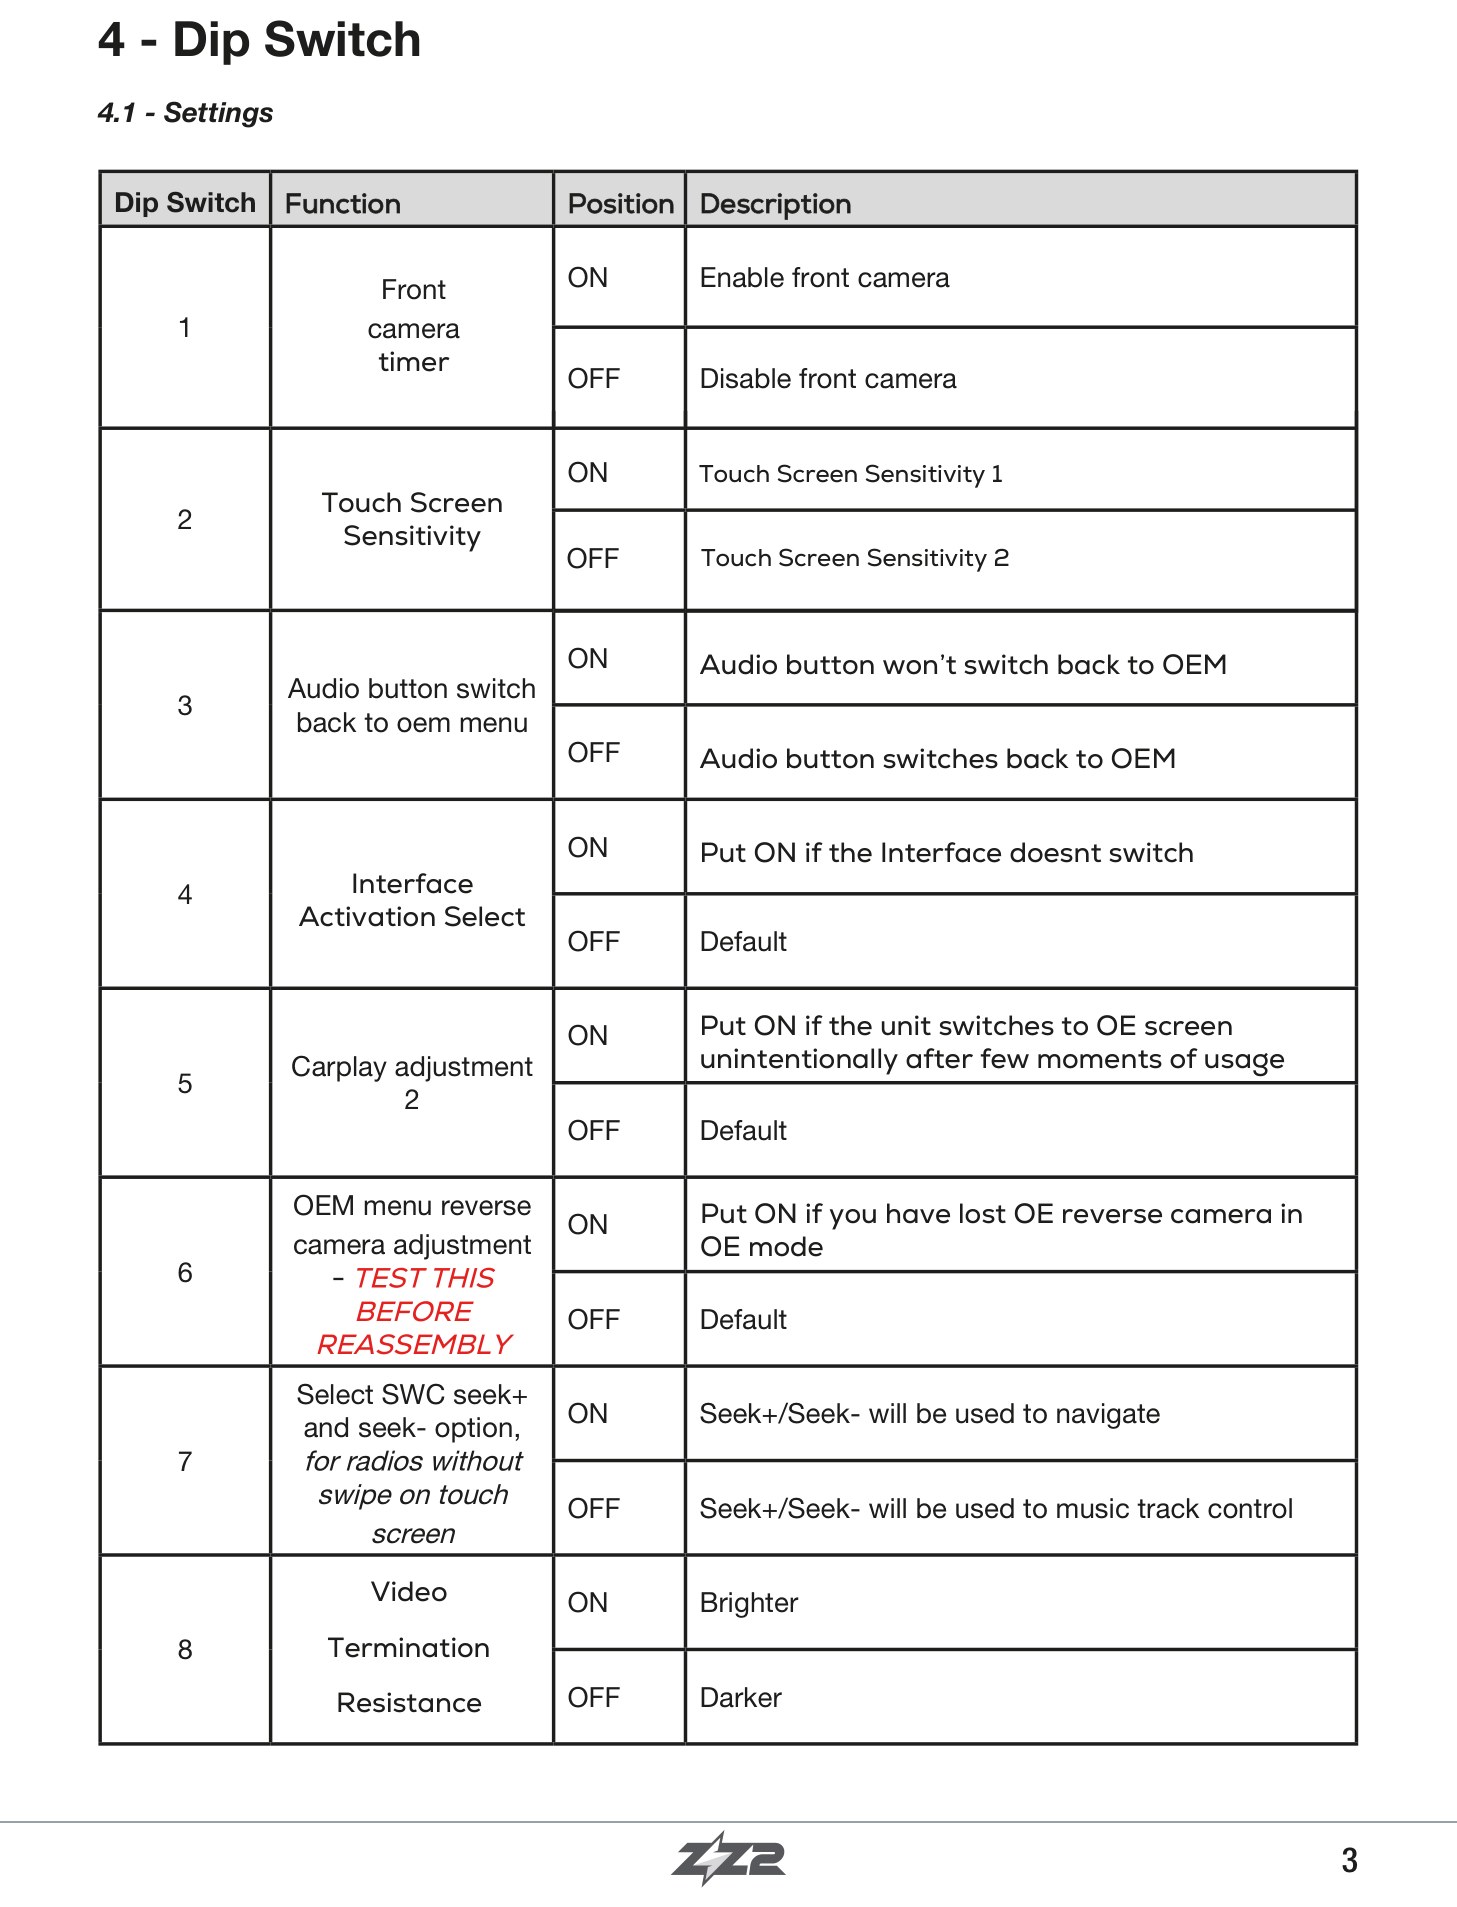 4 - Dip Switch
4.1 - Settings
Dip Switch Function Position Description
1
Front
camera
timer
ON Enable front camera
OFF Disable front camera
2
Touch Screen
Sensitivity
ON Touch Screen Sensitivity 1
OFF Touch Screen Sensitivity 2
3
Audio button switch
back to oem menu
ON Audio button won't switch back to OEM
OFF Audio button switches back to OEM
4
Interface
Activation Select
ON Put ON if the Interface doesnt switch
OFF Default
5
Carplay adjustment
2
ON Put ON if the unit switches to OE screen
unintentionally after few moments of usage
OFF Default
6
OEM menu reverse
camera adjustment
- TEST THIS
BEFORE
REASSEMBLY
ON Put ON if you have lost OE reverse camera in
OE mode
OFF Default
7
Select SWC seek+
and seek- option,
for radios without
swipe on touch
screen
ON Seek+/Seek- will be used to navigate
OFF Seek+/Seek- will be used to music track control
8
Video
Termination
Resistance
ON Brighter
OFF Darker
ZZ2
3